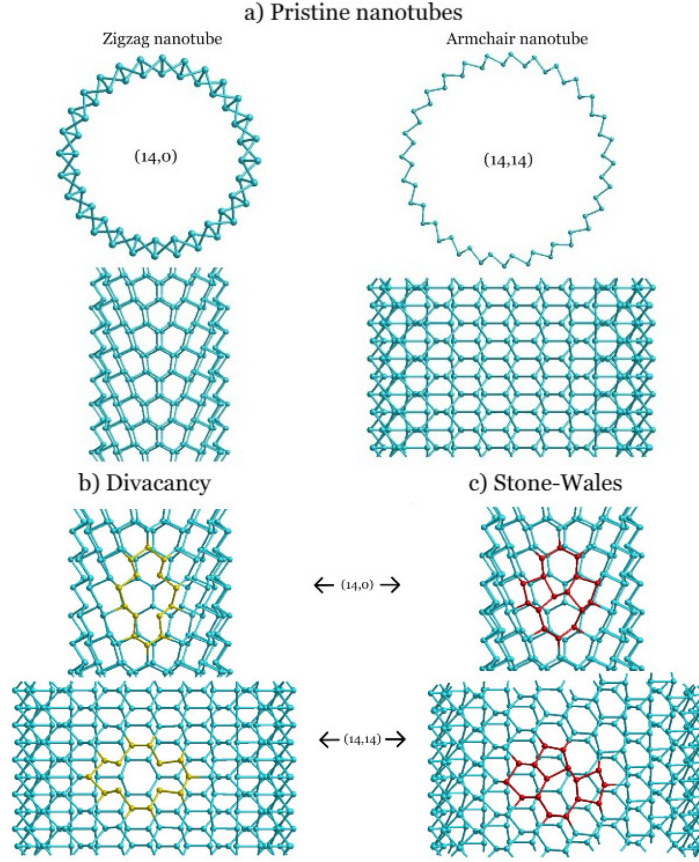 a) Pristine nanotubes
Zigzag nanotube
Armchair nanotube
(14,0)
(14,14)
b) Divacancy
c) Stone-Wales
(14,0)
(14,14)